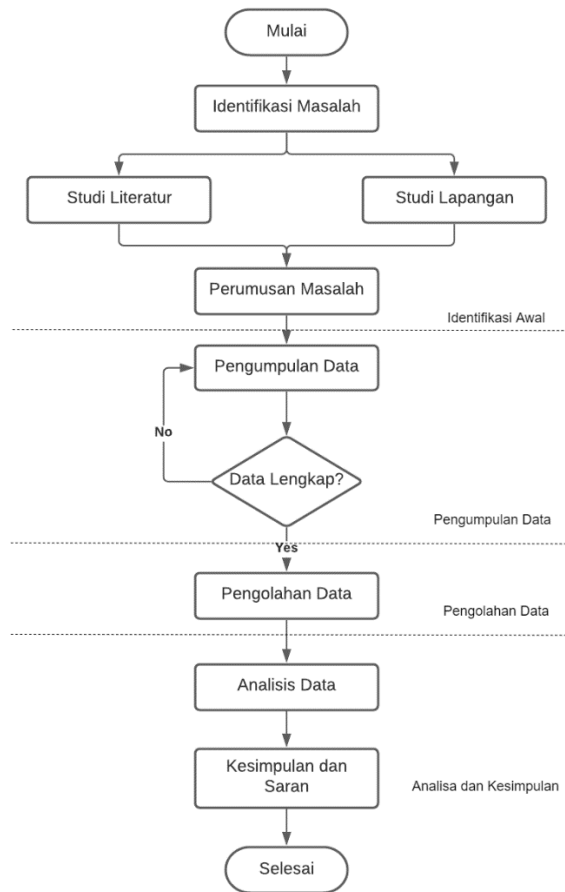 Mulai
Identifikasi Masalah
Studi Literatur
Studi Lapangan
Perumusan Masalah
Identifikasi Awal
Pengumpulan Data
No
Data Lengkap?
Pengumpulan Data
Yes
Pengolahan Data
Pengolahan Data
Analisis Data
Kesimpulan dan
Saran
Analisa dan Kesimpulan
Selesai